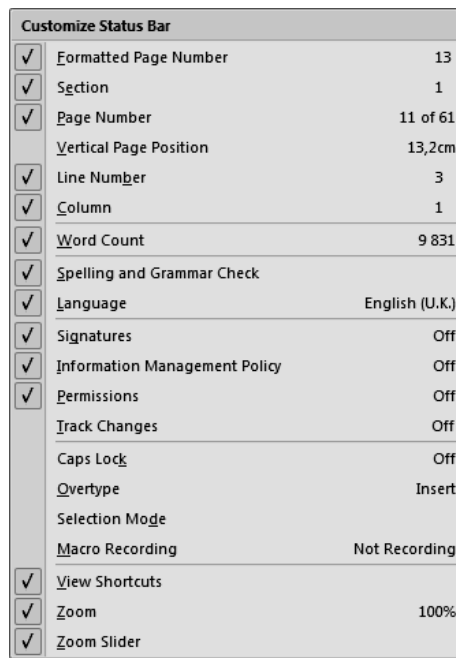 Customize Status Bar
Formatted Page Number 13
Section 1
Page Number 11 of 61
Vertical Page Position 13,2cm
Line Number 3
Column 1
Word Count 9 831
Spelling and Grammar Check
Language English (U.K.)
Signatures Off
Information Management Policy Off
Permissions Off
Track Changes Off
Caps Lock Off
Overtype Insert
Selection Mode
Macro Recording Not Recording
View Shortcuts
Zoom 100%
Zoom Slider